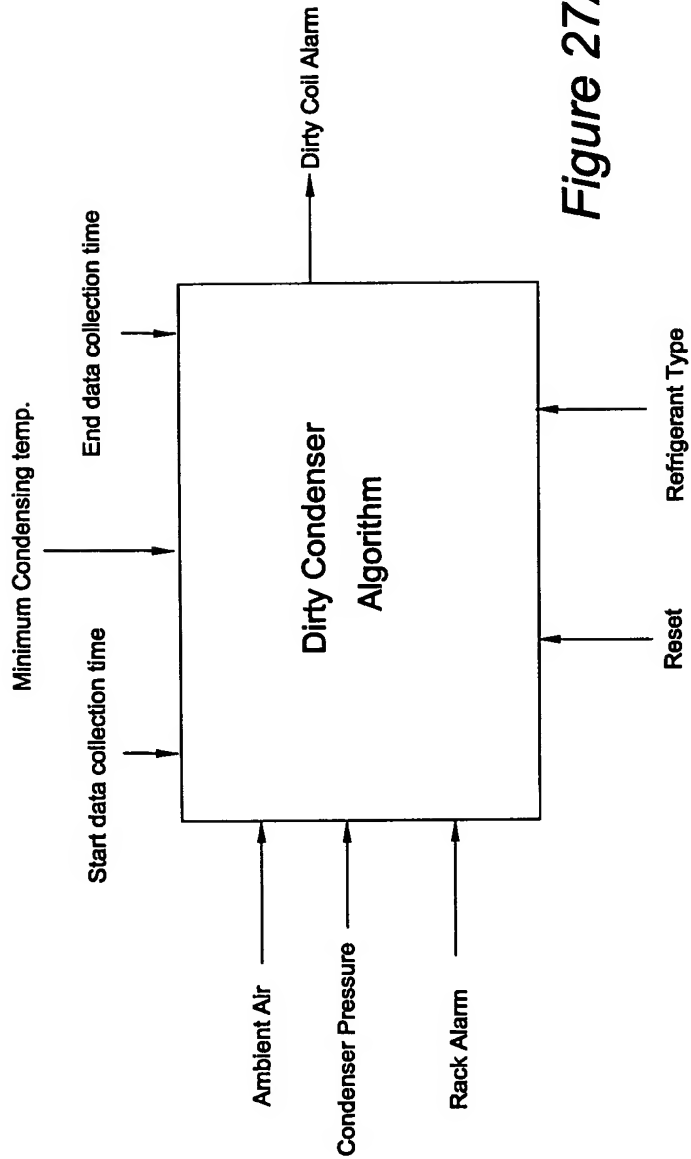 Minimum Condensing temp.
Start data collection time
End data collection time
Ambient Air
Condenser Pressure
Rack Alarm
Dirty Condenser
Algorithm
Dirty Coil Alarm
Reset
Refrigerant Type
Figure 27A